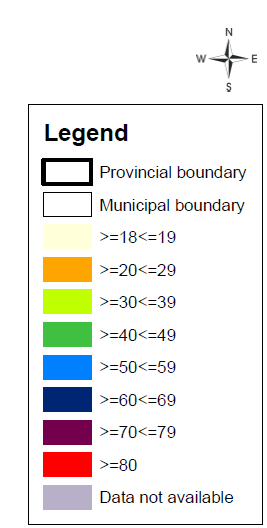 N
W E
S
Legend
Provincial boundary
Municipal boundary
>=18<=19
>=20<=29
>=30<=39
>=40<=49
>=50<=59
>=60<=69
>=70<=79
>=80
Data not available